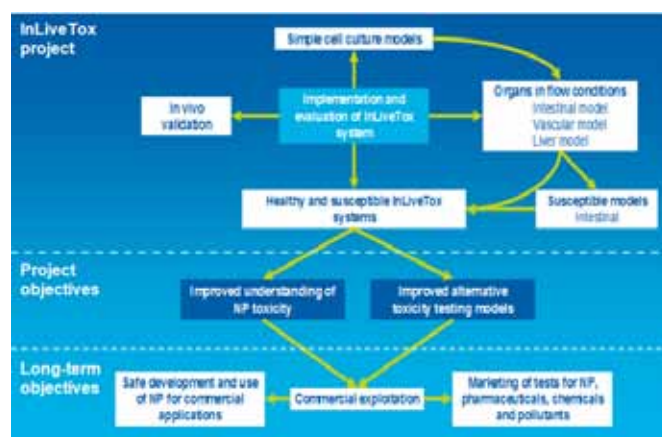 InLiveTox
project
Simple cell culture models
Implementation and
evaluation of InLiveTox
system
In vivo
validation
Organs in flow conditions
Intestinal model
Vascular model
Liver model
Healthy and susceptible InLiveTox
systems
Susceptible models
Intestinal
Project
objectives
Improved understanding of
NP toxicity
Improved alternative
toxicity testing models
Long-term
objectives
Safe development and use
of NP for commercial
applications
Commercial exploitation
Marketing of tests for NP,
pharmaceuticals, chemicals
and pollutants